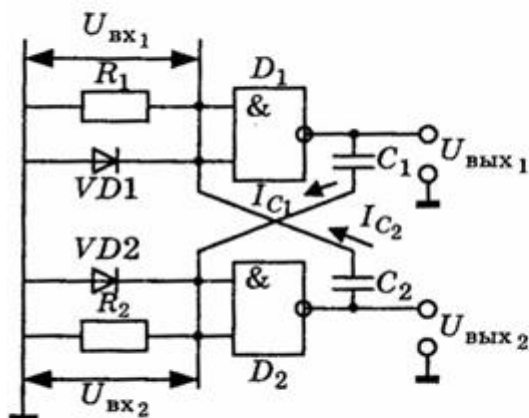 U вх₁
R₁
D₁
&
VD1
C₁
U вых₁
I C₁
I C₂
VD2
&
C₂
R₂
U вых₂
D₂
U вх₂